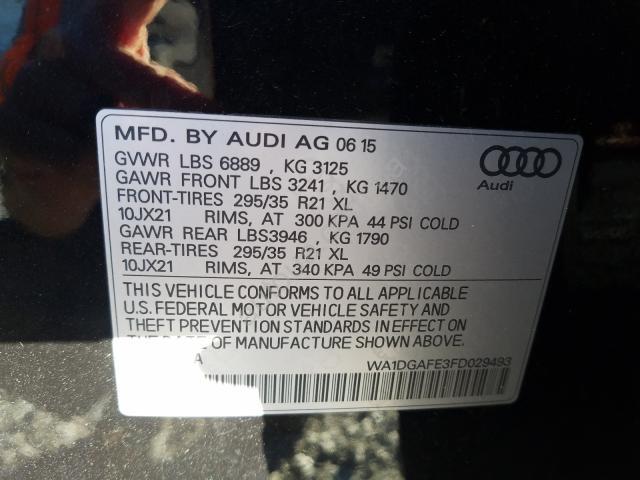 MFD. BY AUDI AG 06 15
GVWR LBS 6889 , KG 3125
GAWR FRONT LBS 3241 , KG 1470
FRONT-TIRES 295/35 R21 XL
10JX21 RIMS, AT 300 KPA 44 PSI COLD
GAWR REAR LBS3946 , KG 1790
REAR-TIRES 295/35 R21 XL
10JX21 RIMS, AT 340 KPA 49 PSI COLD
Audi
THIS VEHICLE CONFORMS TO ALL APPLICABLE
U.S. FEDERAL MOTOR VEHICLE SAFETY AND
THEFT PREVENTION STANDARDS IN EFFECT ON
THE DATE OF MANUFACTURE SHOWN ABOVE.
WA1DGAFE3FD029493